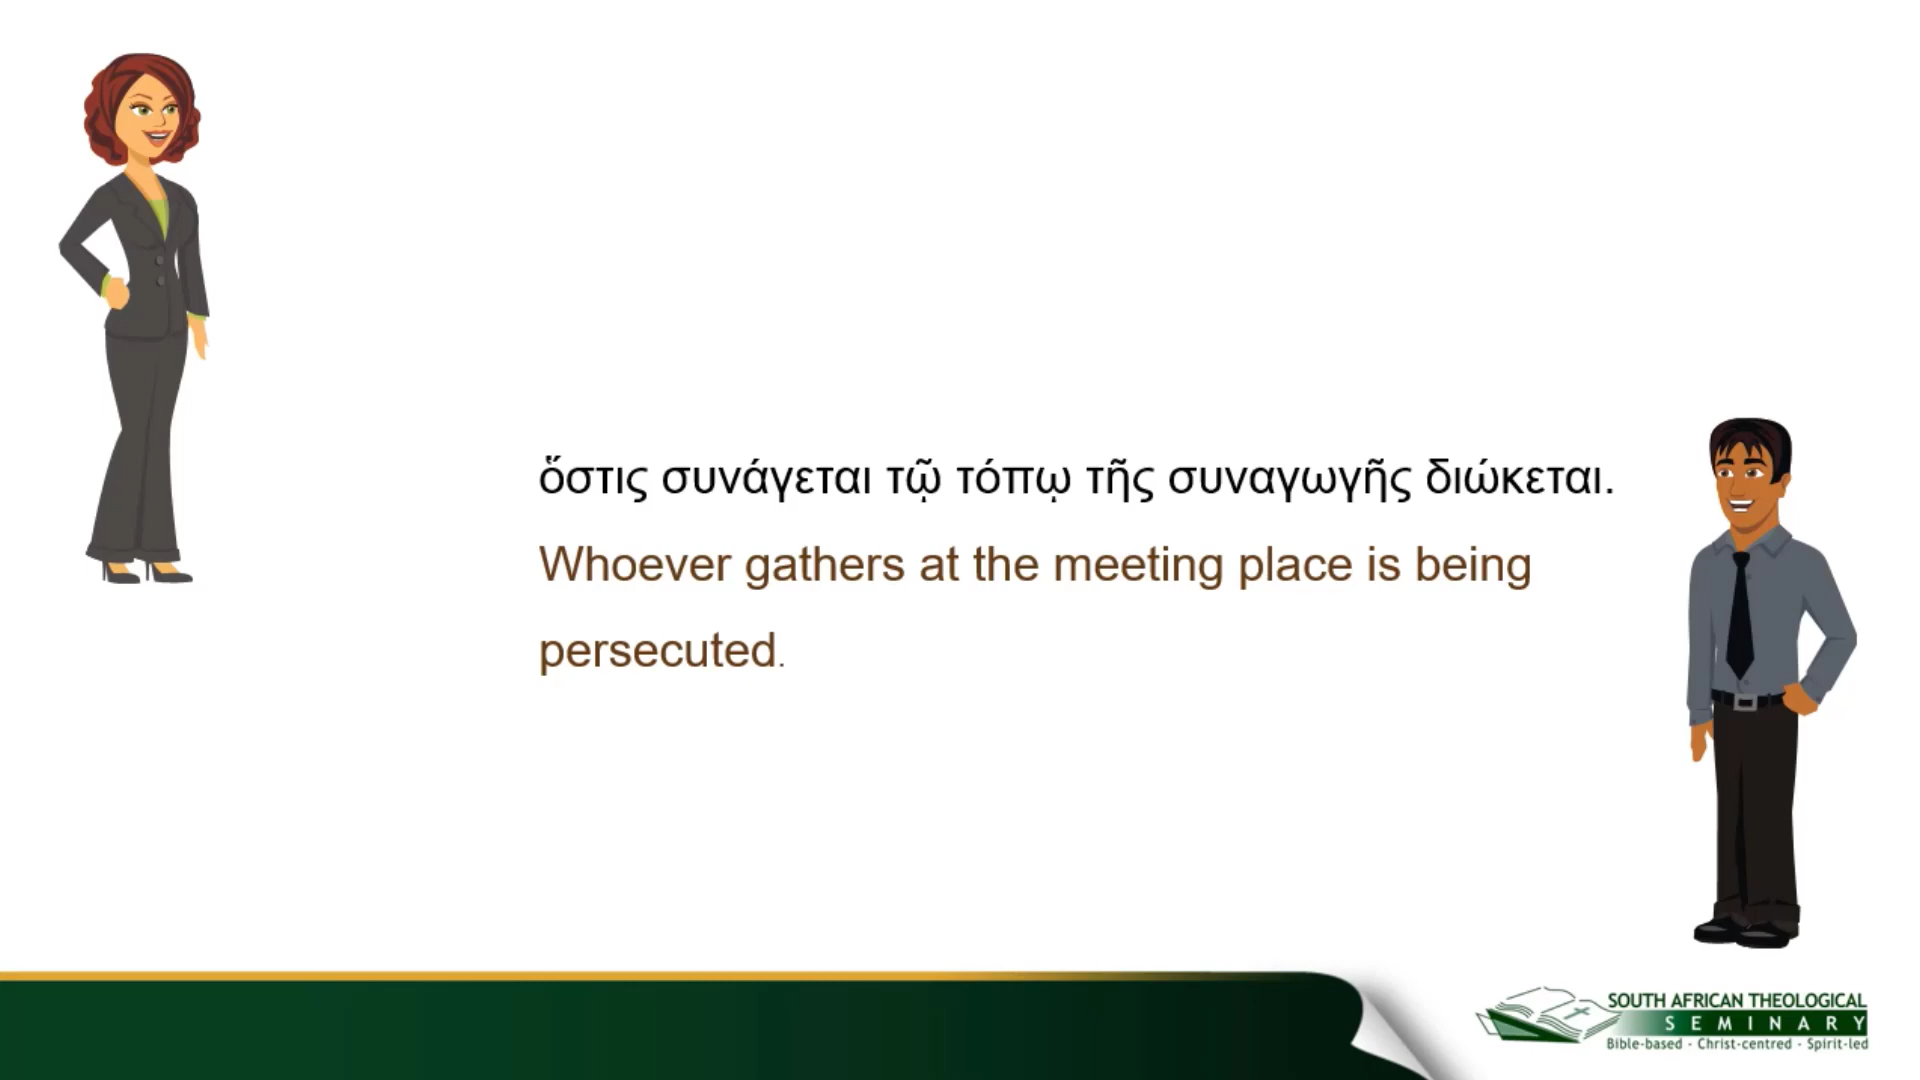 ὅστις συνάγεται τῷ τόπῳ τῆς συναγωγῆς διώκεται.
Whoever gathers at the meeting place is being
persecuted.
SOUTH AFRICAN THEOLOGICAL
SEMINARY
Bible-based - Christ-centred - Spirit-led